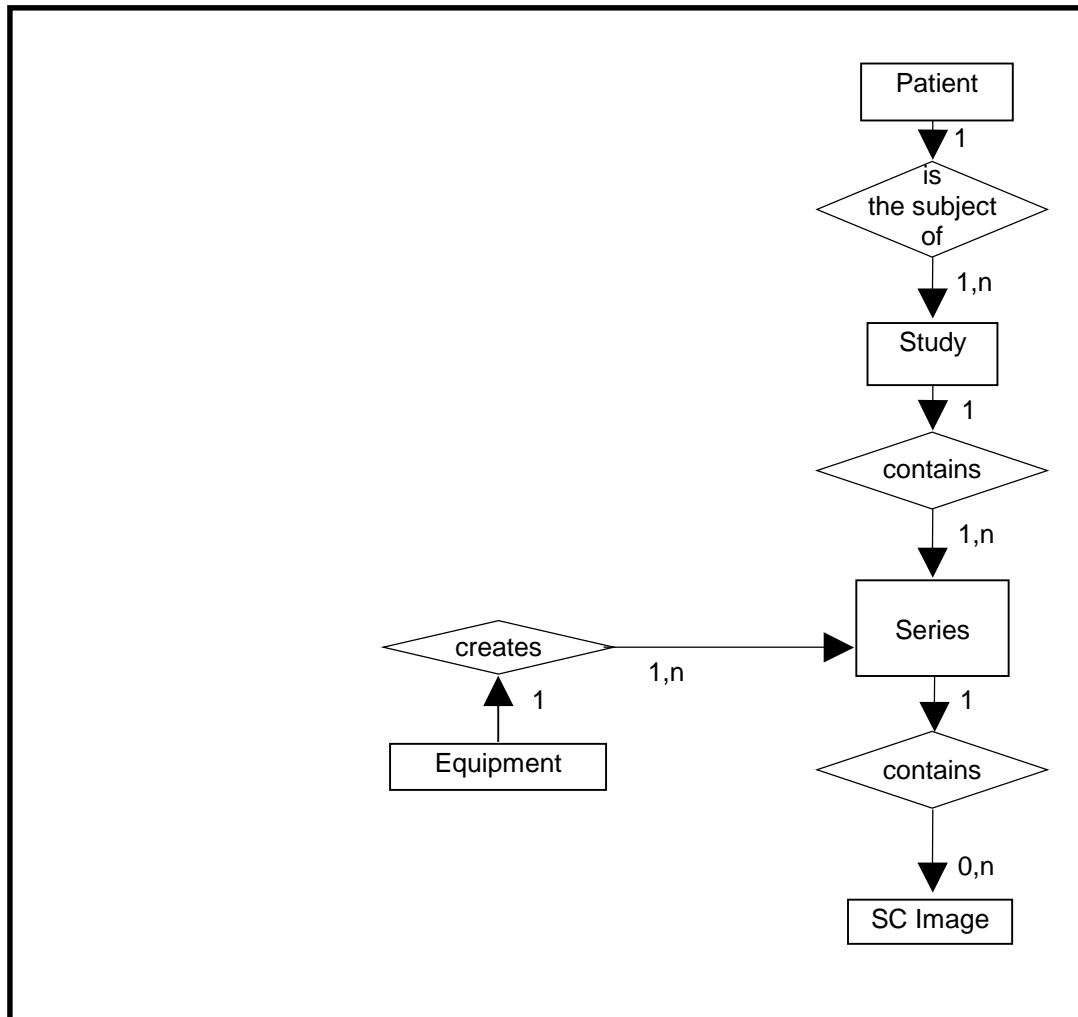 Patient
1
is
the subject
of
1,n
Study
1
contains
1,n
Series
creates
1,n
1
1
Equipment
contains
0,n
SC Image